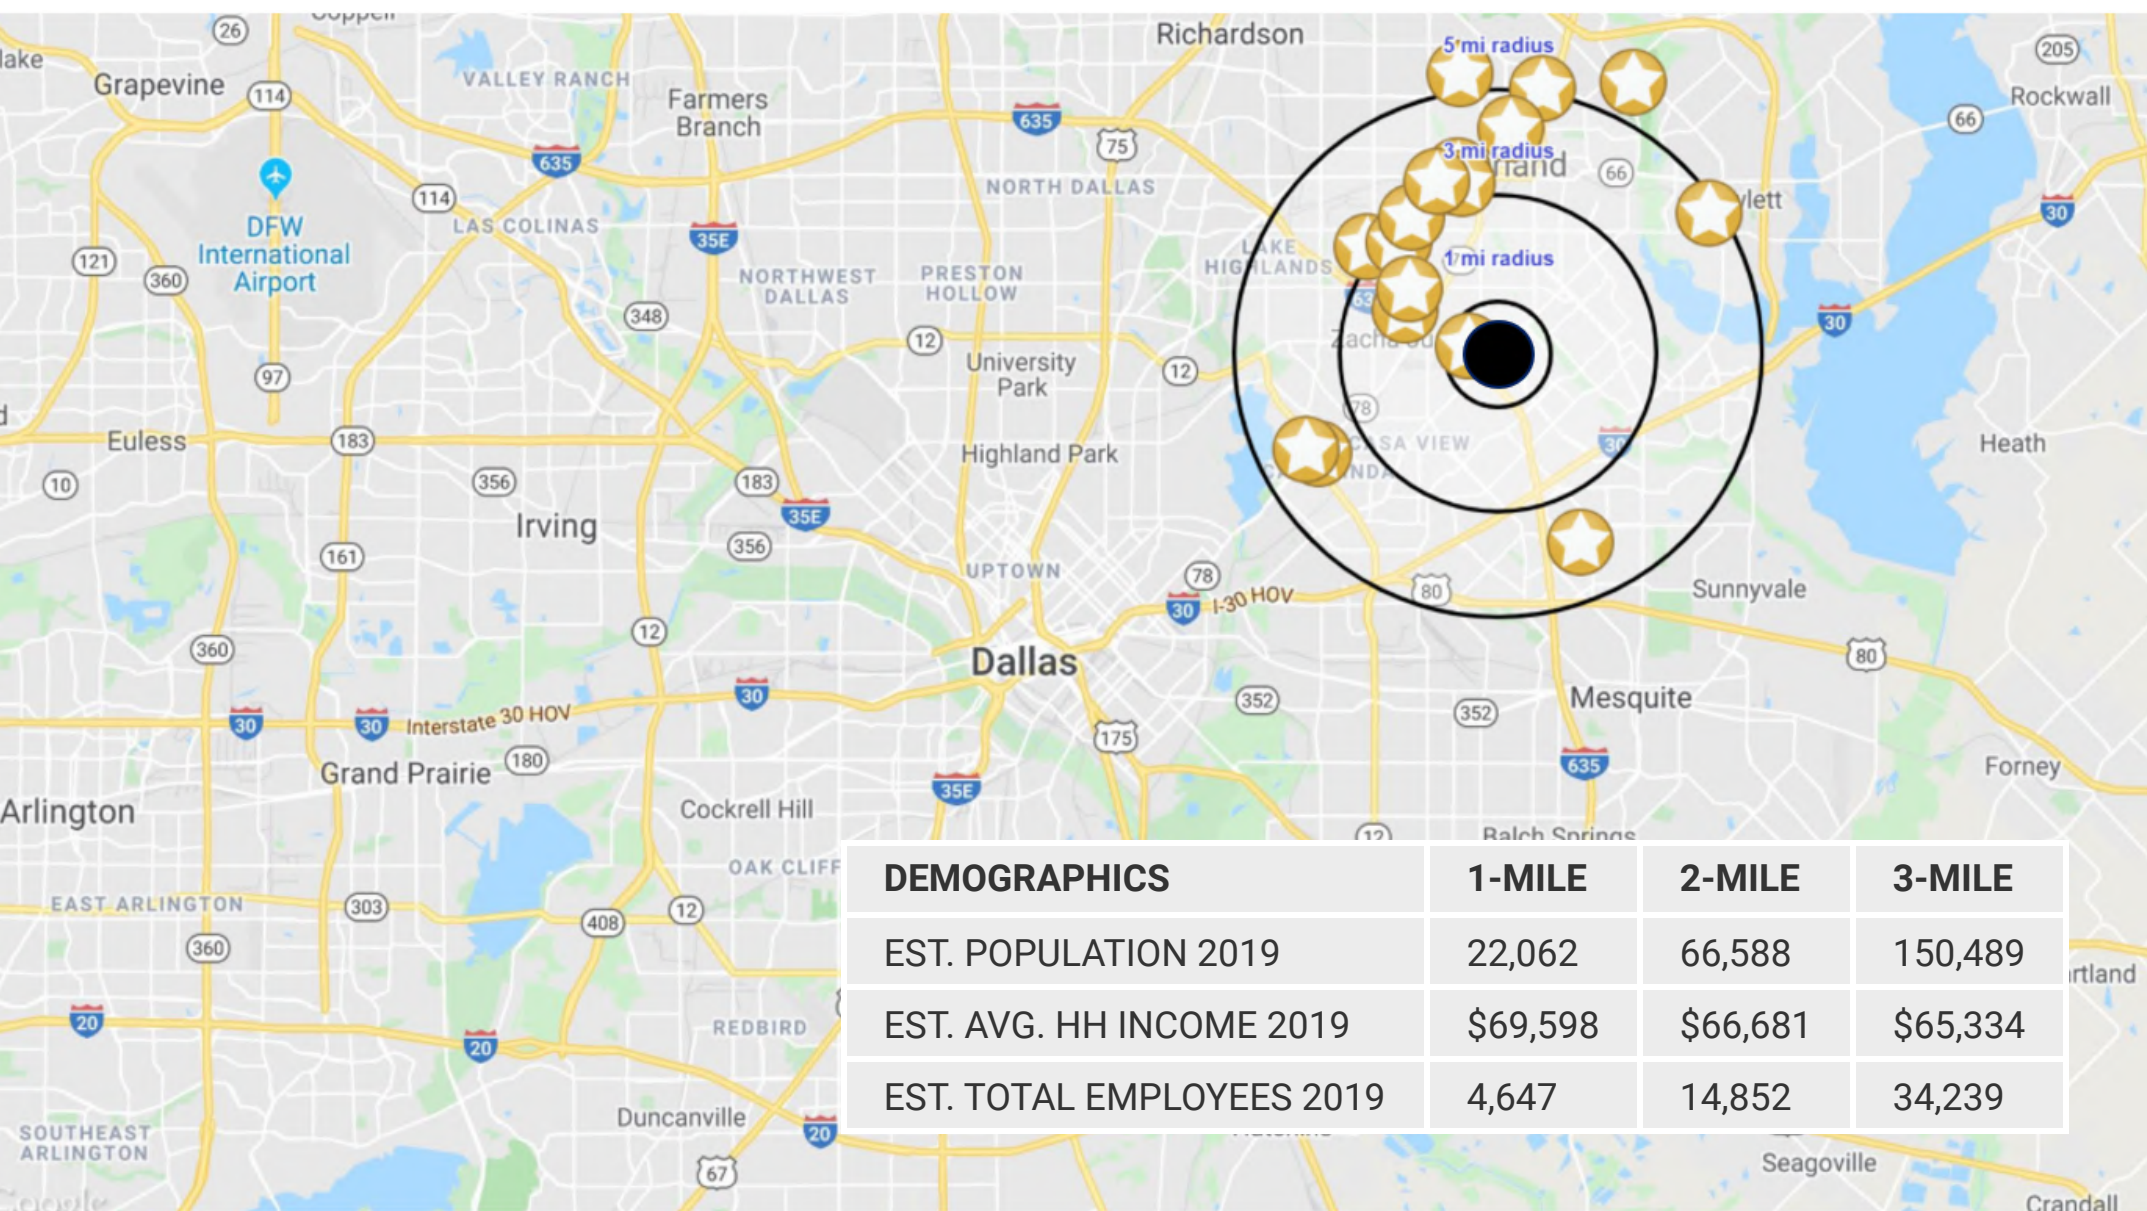 Coppell
26
lake
Grapevine
114
VALLEY RANCH
Farmers
Branch
Richardson
5 mi radius
205
Rockwall
66
635
635
75
NORTH DALLAS
3 mi radius
rland
66
114
LAS COLINAS
35E
wlett
30
DFW
International
Airport
121
360
NORTHWEST
DALLAS
PRESTON
HOLLOW
LAKE
HIGHLANDS
1 mi radius
348
12
30
University
Park
12
97
Euless
183
78
CASA VIEW
30
Heath
Highland Park
10
356
183
35E
Irving
161
356
UPTOWN
78
30
I-30 HOV
80
Sunnyvale
12
360
Dallas
80
30
352
352
Mesquite
30
30
Interstate 30 HOV
175
180
Grand Prairie
635
Forney
35E
Arlington
Cockrell Hill
12
Balch Springs
OAK CLIFF
EAST ARLINGTON
303
408
12
360
DEMOGRAPHICS 1-MILE 2-MILE 3-MILE
EST. POPULATION 2019 22,062 66,588 150,489
EST. AVG. HH INCOME 2019 $69,598 $66,681 $65,334
EST. TOTAL EMPLOYEES 2019 4,647 14,852 34,239
rtland
20
REDBIRD
20
Duncanville
20
SOUTHEAST
ARLINGTON
67
Seagoville
Google
Crandall